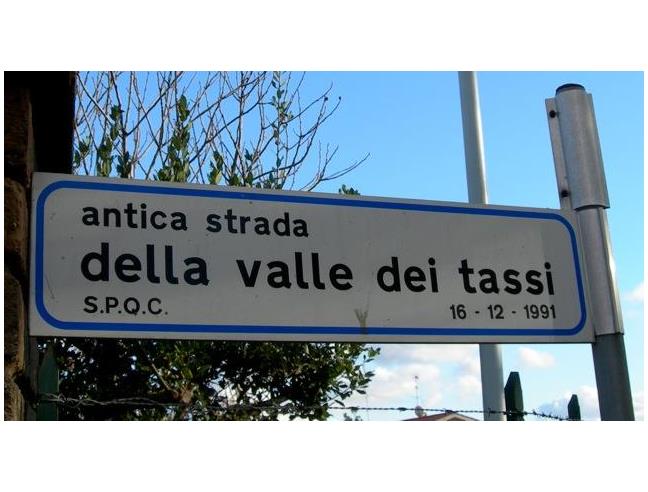 antica strada
della valle dei tassi
S.P.Q.C. 16 - 12 - 1991